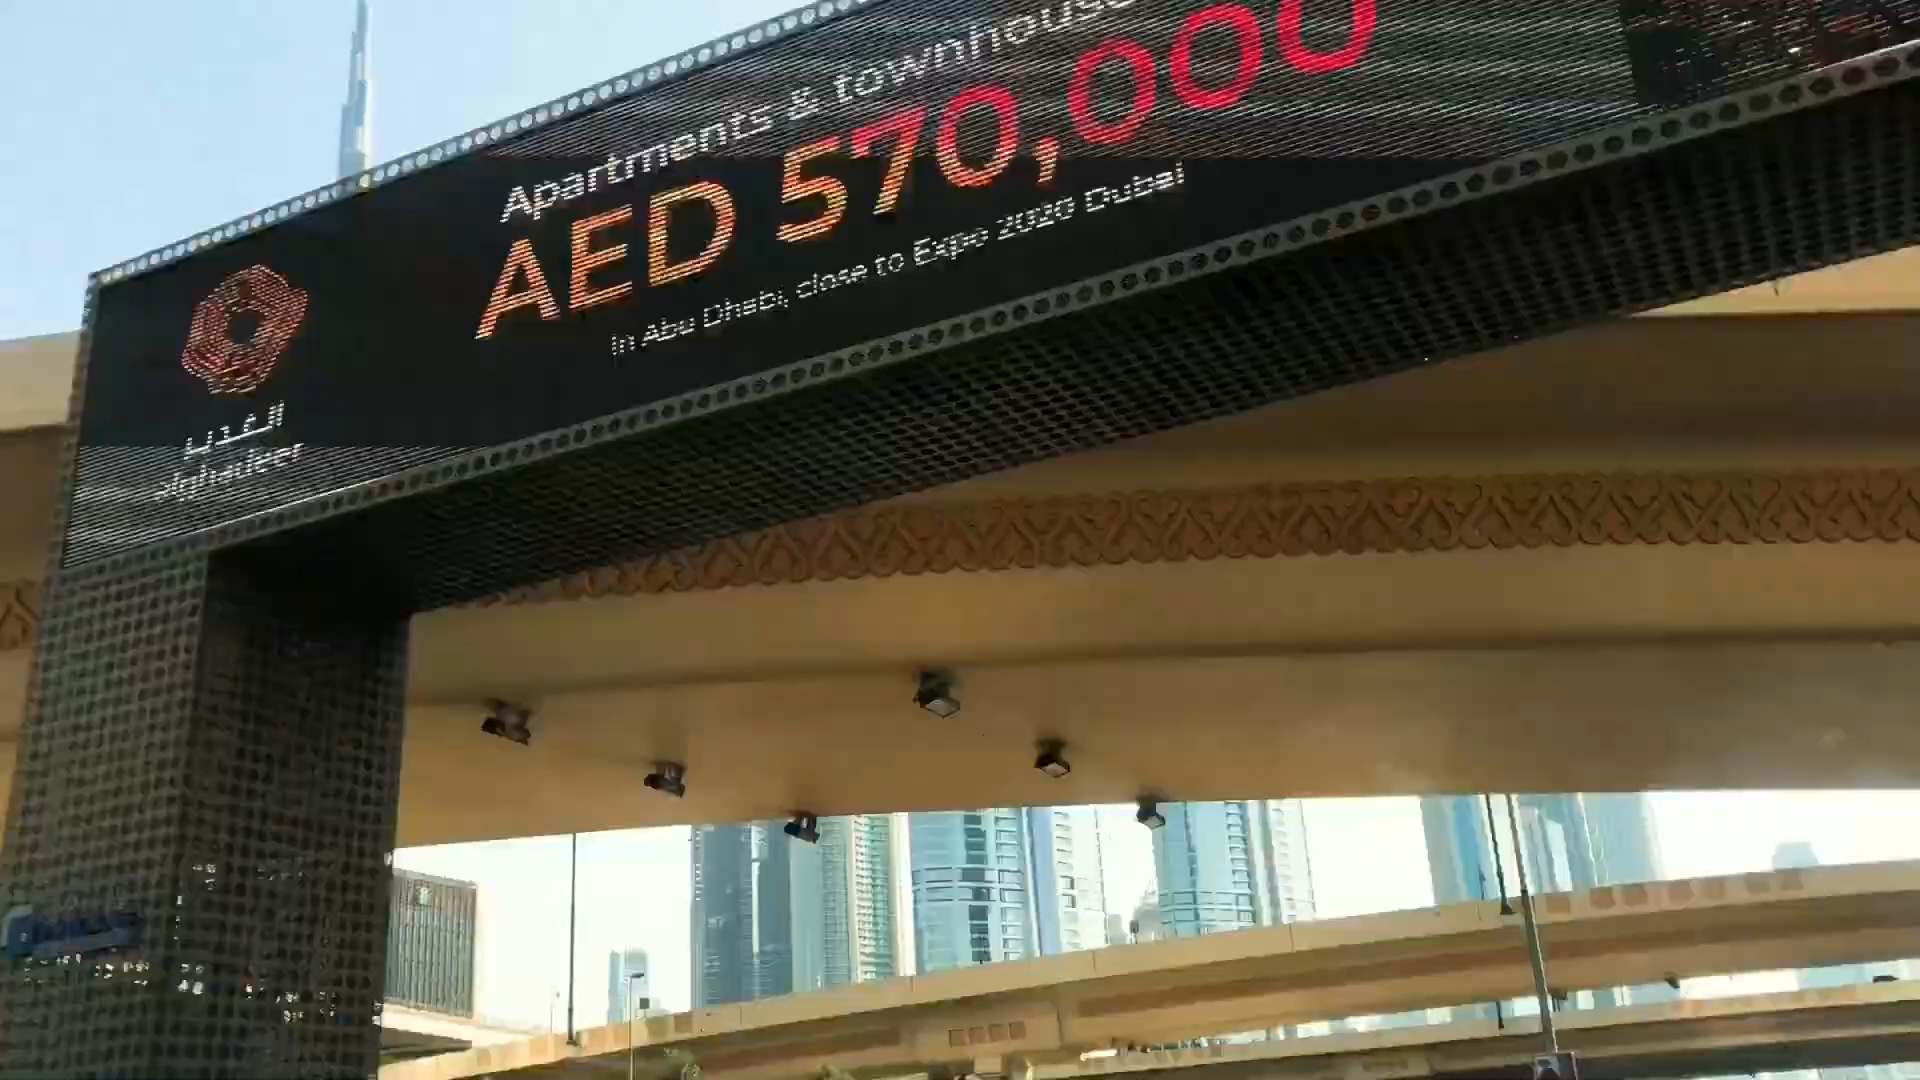 Apartments & townhouse
AED 570,000
in Abu Dhabi, close to Expo 2020 Dubai
الغدير
alghadeer